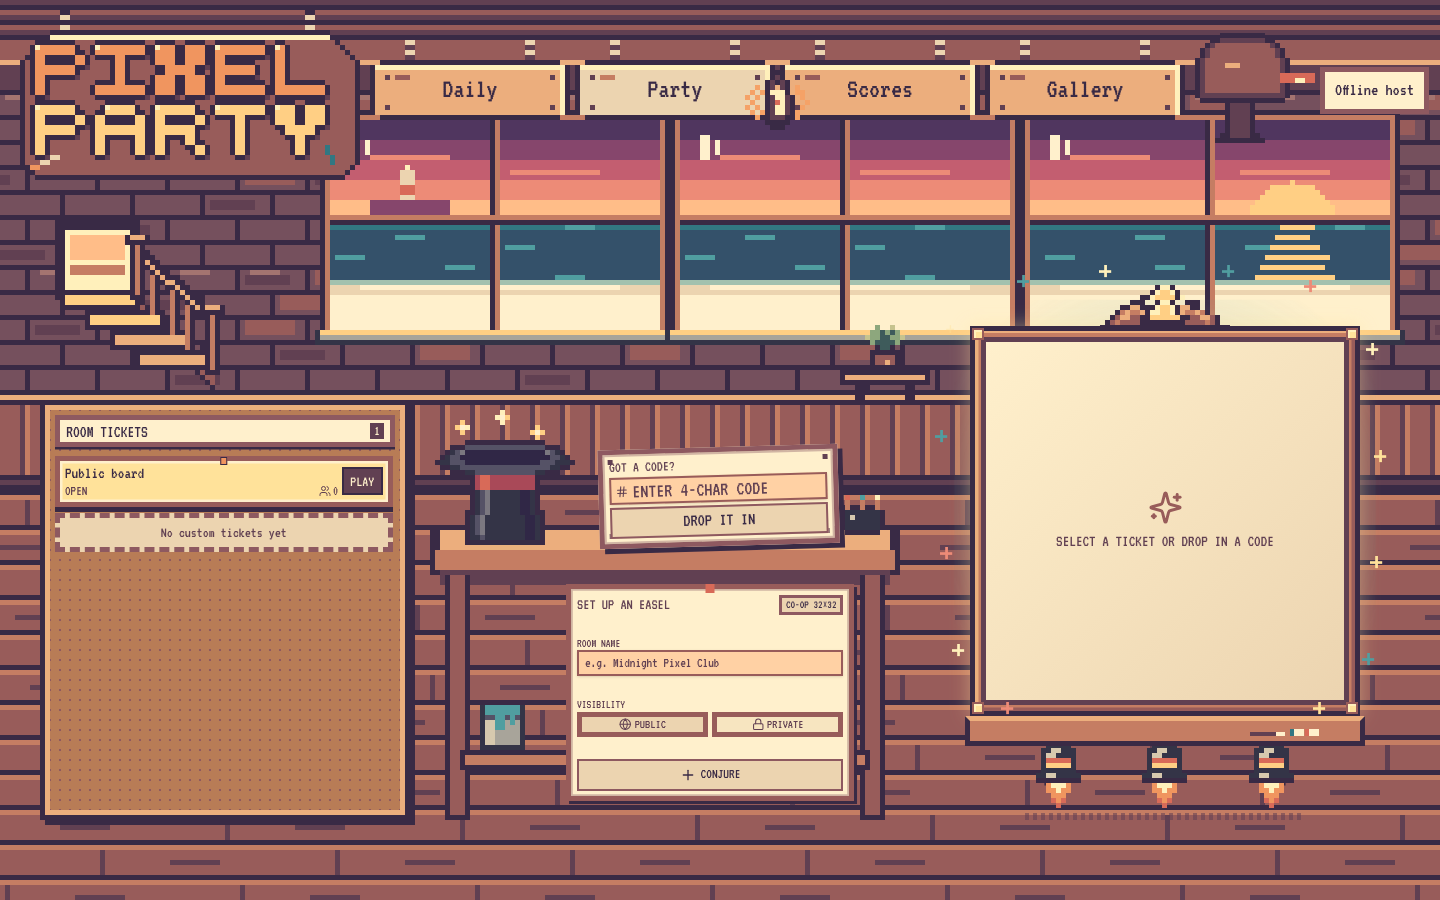 PIXEL
PARTY
Daily
Party
Scores
Gallery
Offline host
ROOM TICKETS
1
Public board
OPEN
0
PLAY
No custom tickets yet
GOT A CODE?
# ENTER 4-CHAR CODE
DROP IT IN
SET UP AN EASEL
CO-OP 32X32
ROOM NAME
e.g. Midnight Pixel Club
VISIBILITY
PUBLIC
PRIVATE
CONJURE
SELECT A TICKET OR DROP IN A CODE